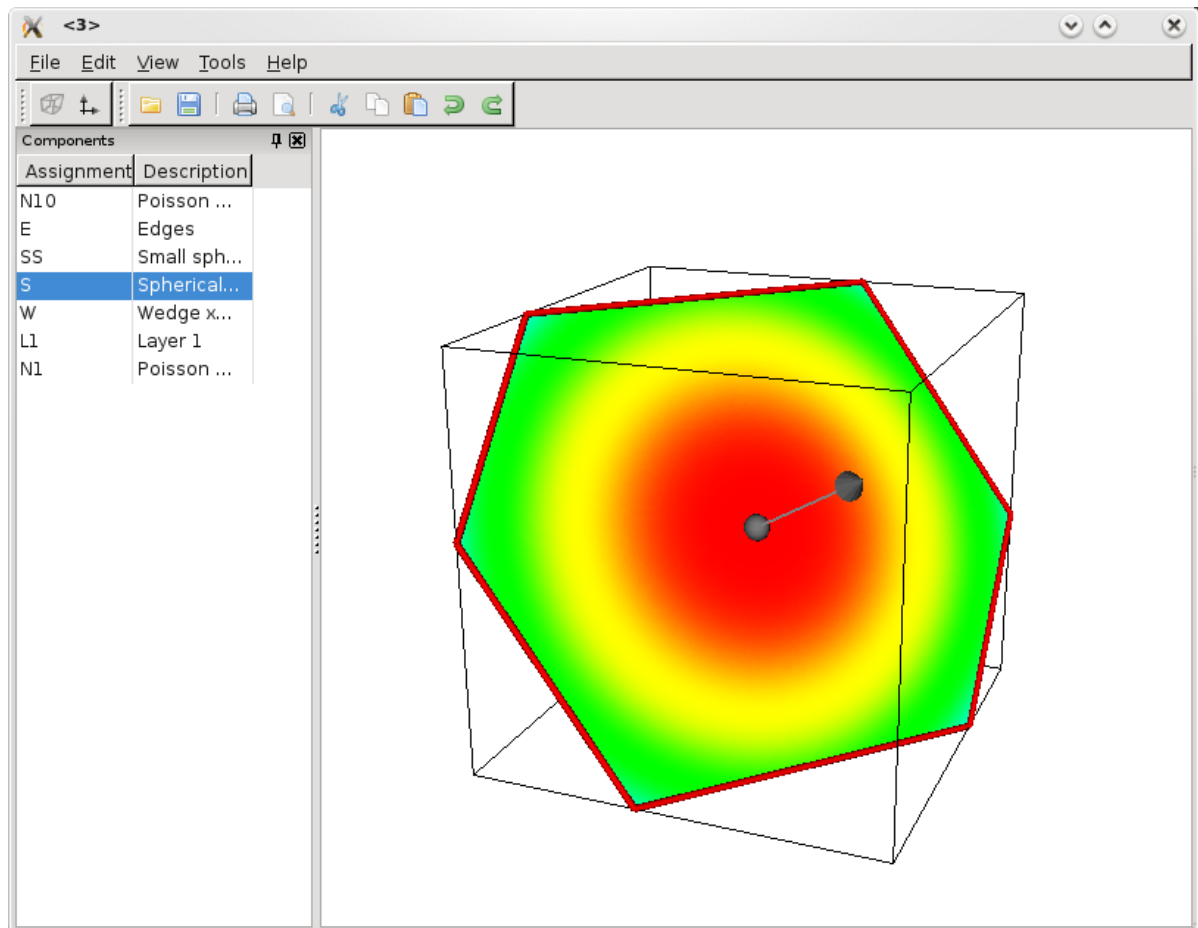 <3>
File Edit View Tools Help
Components
Assignment Description
N10 Poisson ...
E Edges
SS Small sph...
S Spherical...
W Wedge x...
L1 Layer 1
N1 Poisson ...